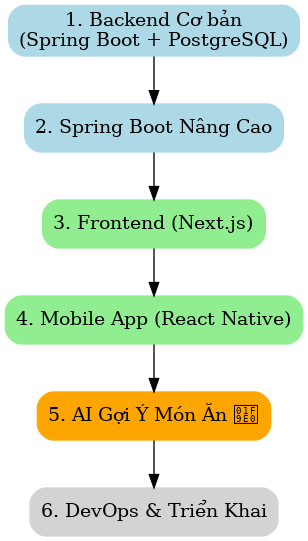 1. Backend Cơ bản
(Spring Boot + PostgreSQL)
2. Spring Boot Nâng Cao
3. Frontend (Next.js)
4. Mobile App (React Native)
5. AI Gợi Ý Món Ăn 🧠
6. DevOps & Triển Khai